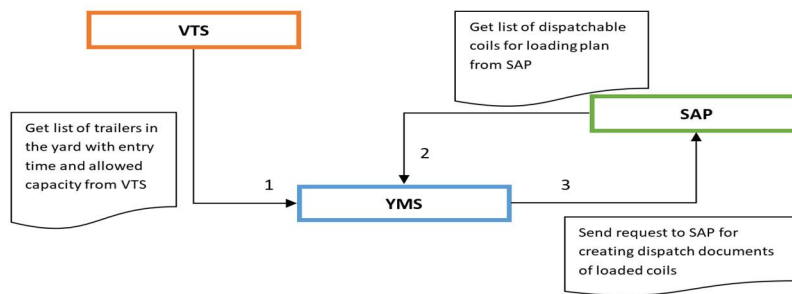 VTS
Get list of dispatchable
coils for loading plan
from SAP
SAP
Get list of trailers in
the yard with entry
time and allowed
capacity from VTS
2
1
3
YMS
Send request to SAP for
creating dispatch documents
of loaded coils